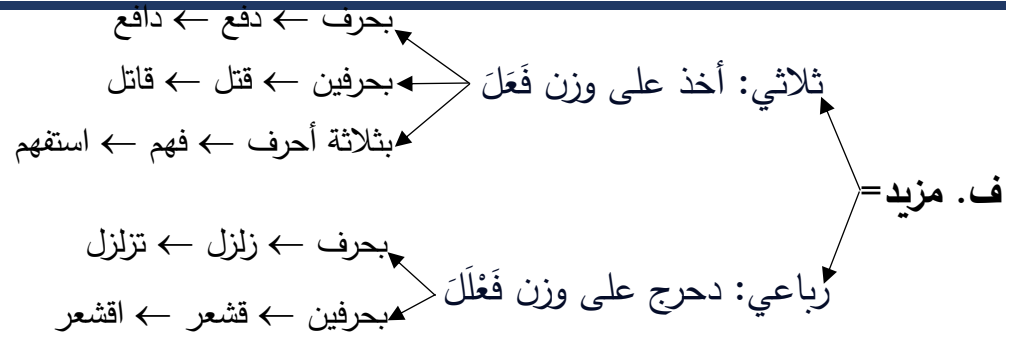 بحرف ← دفع ← دافع
ثلاثي: أخذ على وزن فَعَلَ
بحرفين ← قتل ← قاتل
بثلاثة أحرف ← فهم ← استفهم
ف. مزيد=
بحرف ← زلزل ← تزلزل
رباعي: دحرج على وزن فَعْلَلَ
بحرفين ← قشعر ← اقشعر